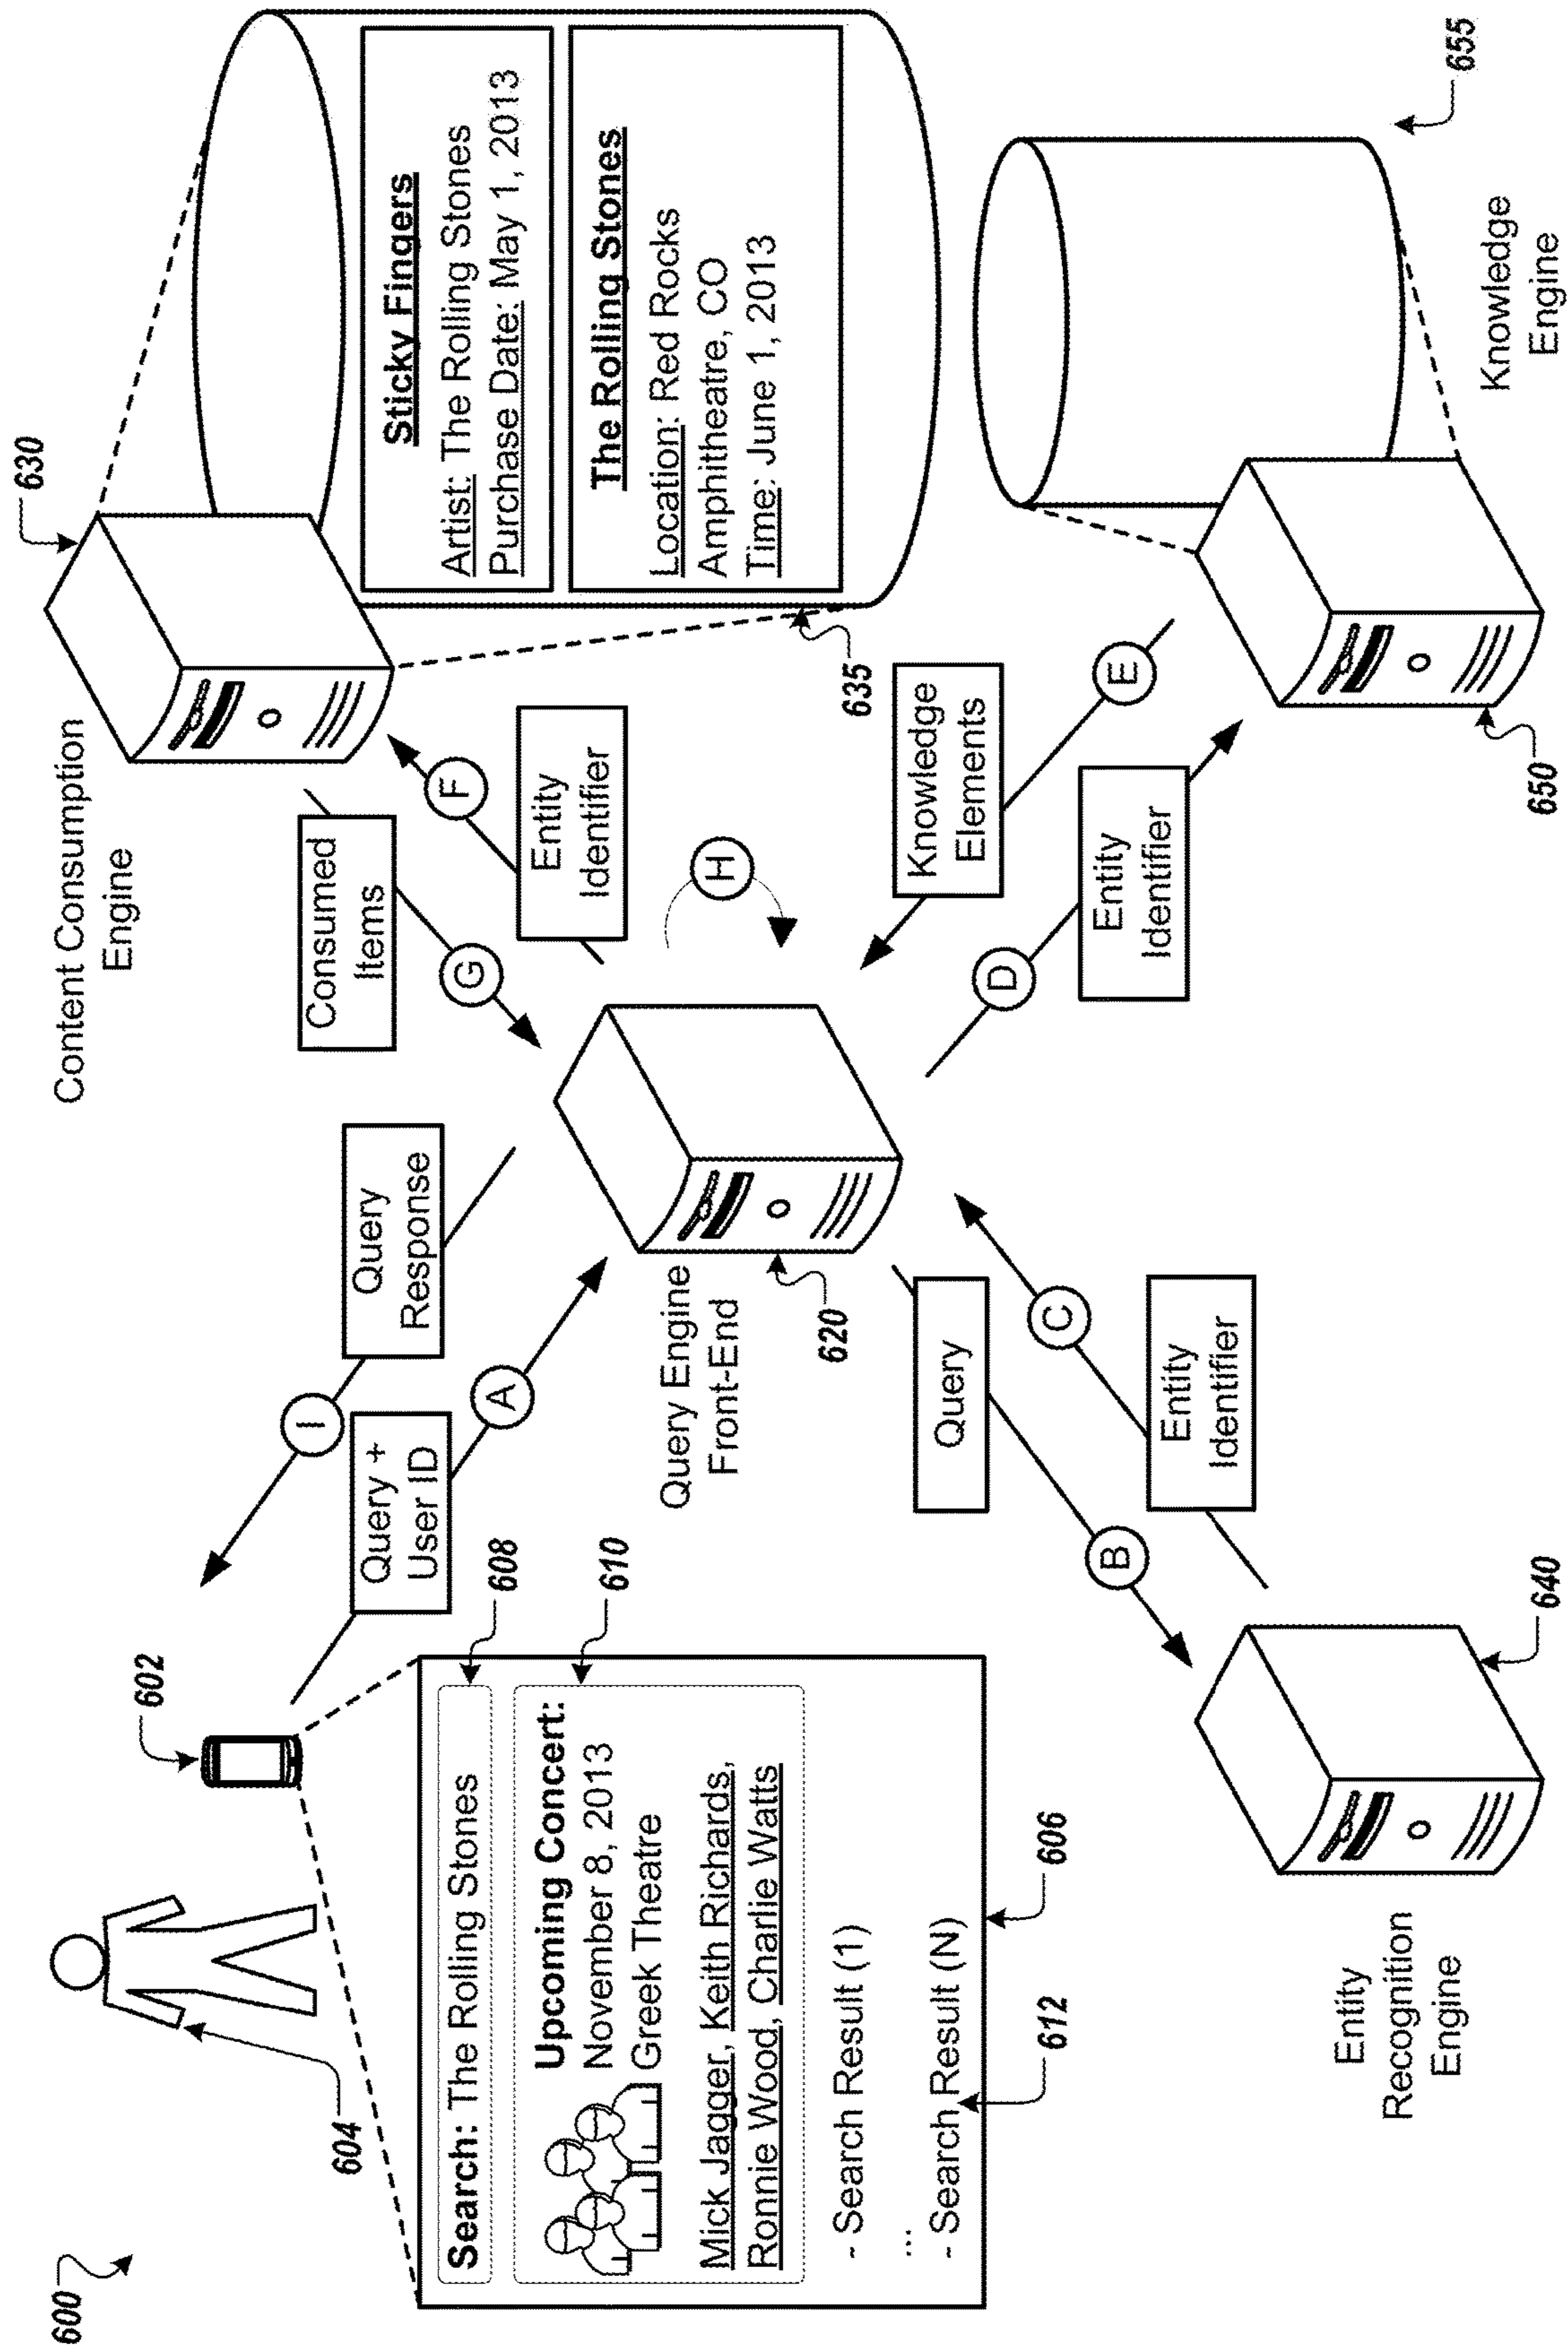 600
604
602
Search: The Rolling Stones
608
Upcoming Concert:
November 8, 2013
Greek Theatre
Mick Jagger, Keith Richards,
Ronnie Wood, Charlie Watts
610
~ Search Result (1)
...
~ Search Result (N)
612
606
I
Query
Response
Query +
User ID
A
Query Engine
Front-End
620
Query
B
C
Entity
Identifier
Entity
Recognition
Engine
640
Content Consumption
Engine
630
Consumed
Items
G
F
Entity
Identifier
H
Sticky Fingers
Artist: The Rolling Stones
Purchase Date: May 1, 2013
The Rolling Stones
Location: Red Rocks
Amphitheatre, CO
Time: June 1, 2013
635
Knowledge
Elements
E
D
Entity
Identifier
650
Knowledge
Engine
655